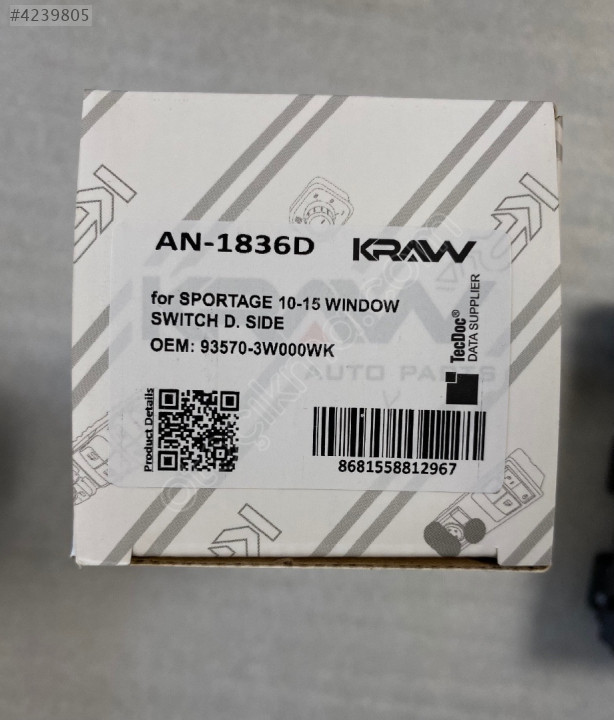 #4239805
AN-1836D
KRAW
for SPORTAGE 10-15 WINDOW
SWITCH D. SIDE
OEM: 93570-3W000WK
TecDoc®
DATA SUPPLIER
KRAW
AUTO PARTS
Product Details
8681558812967